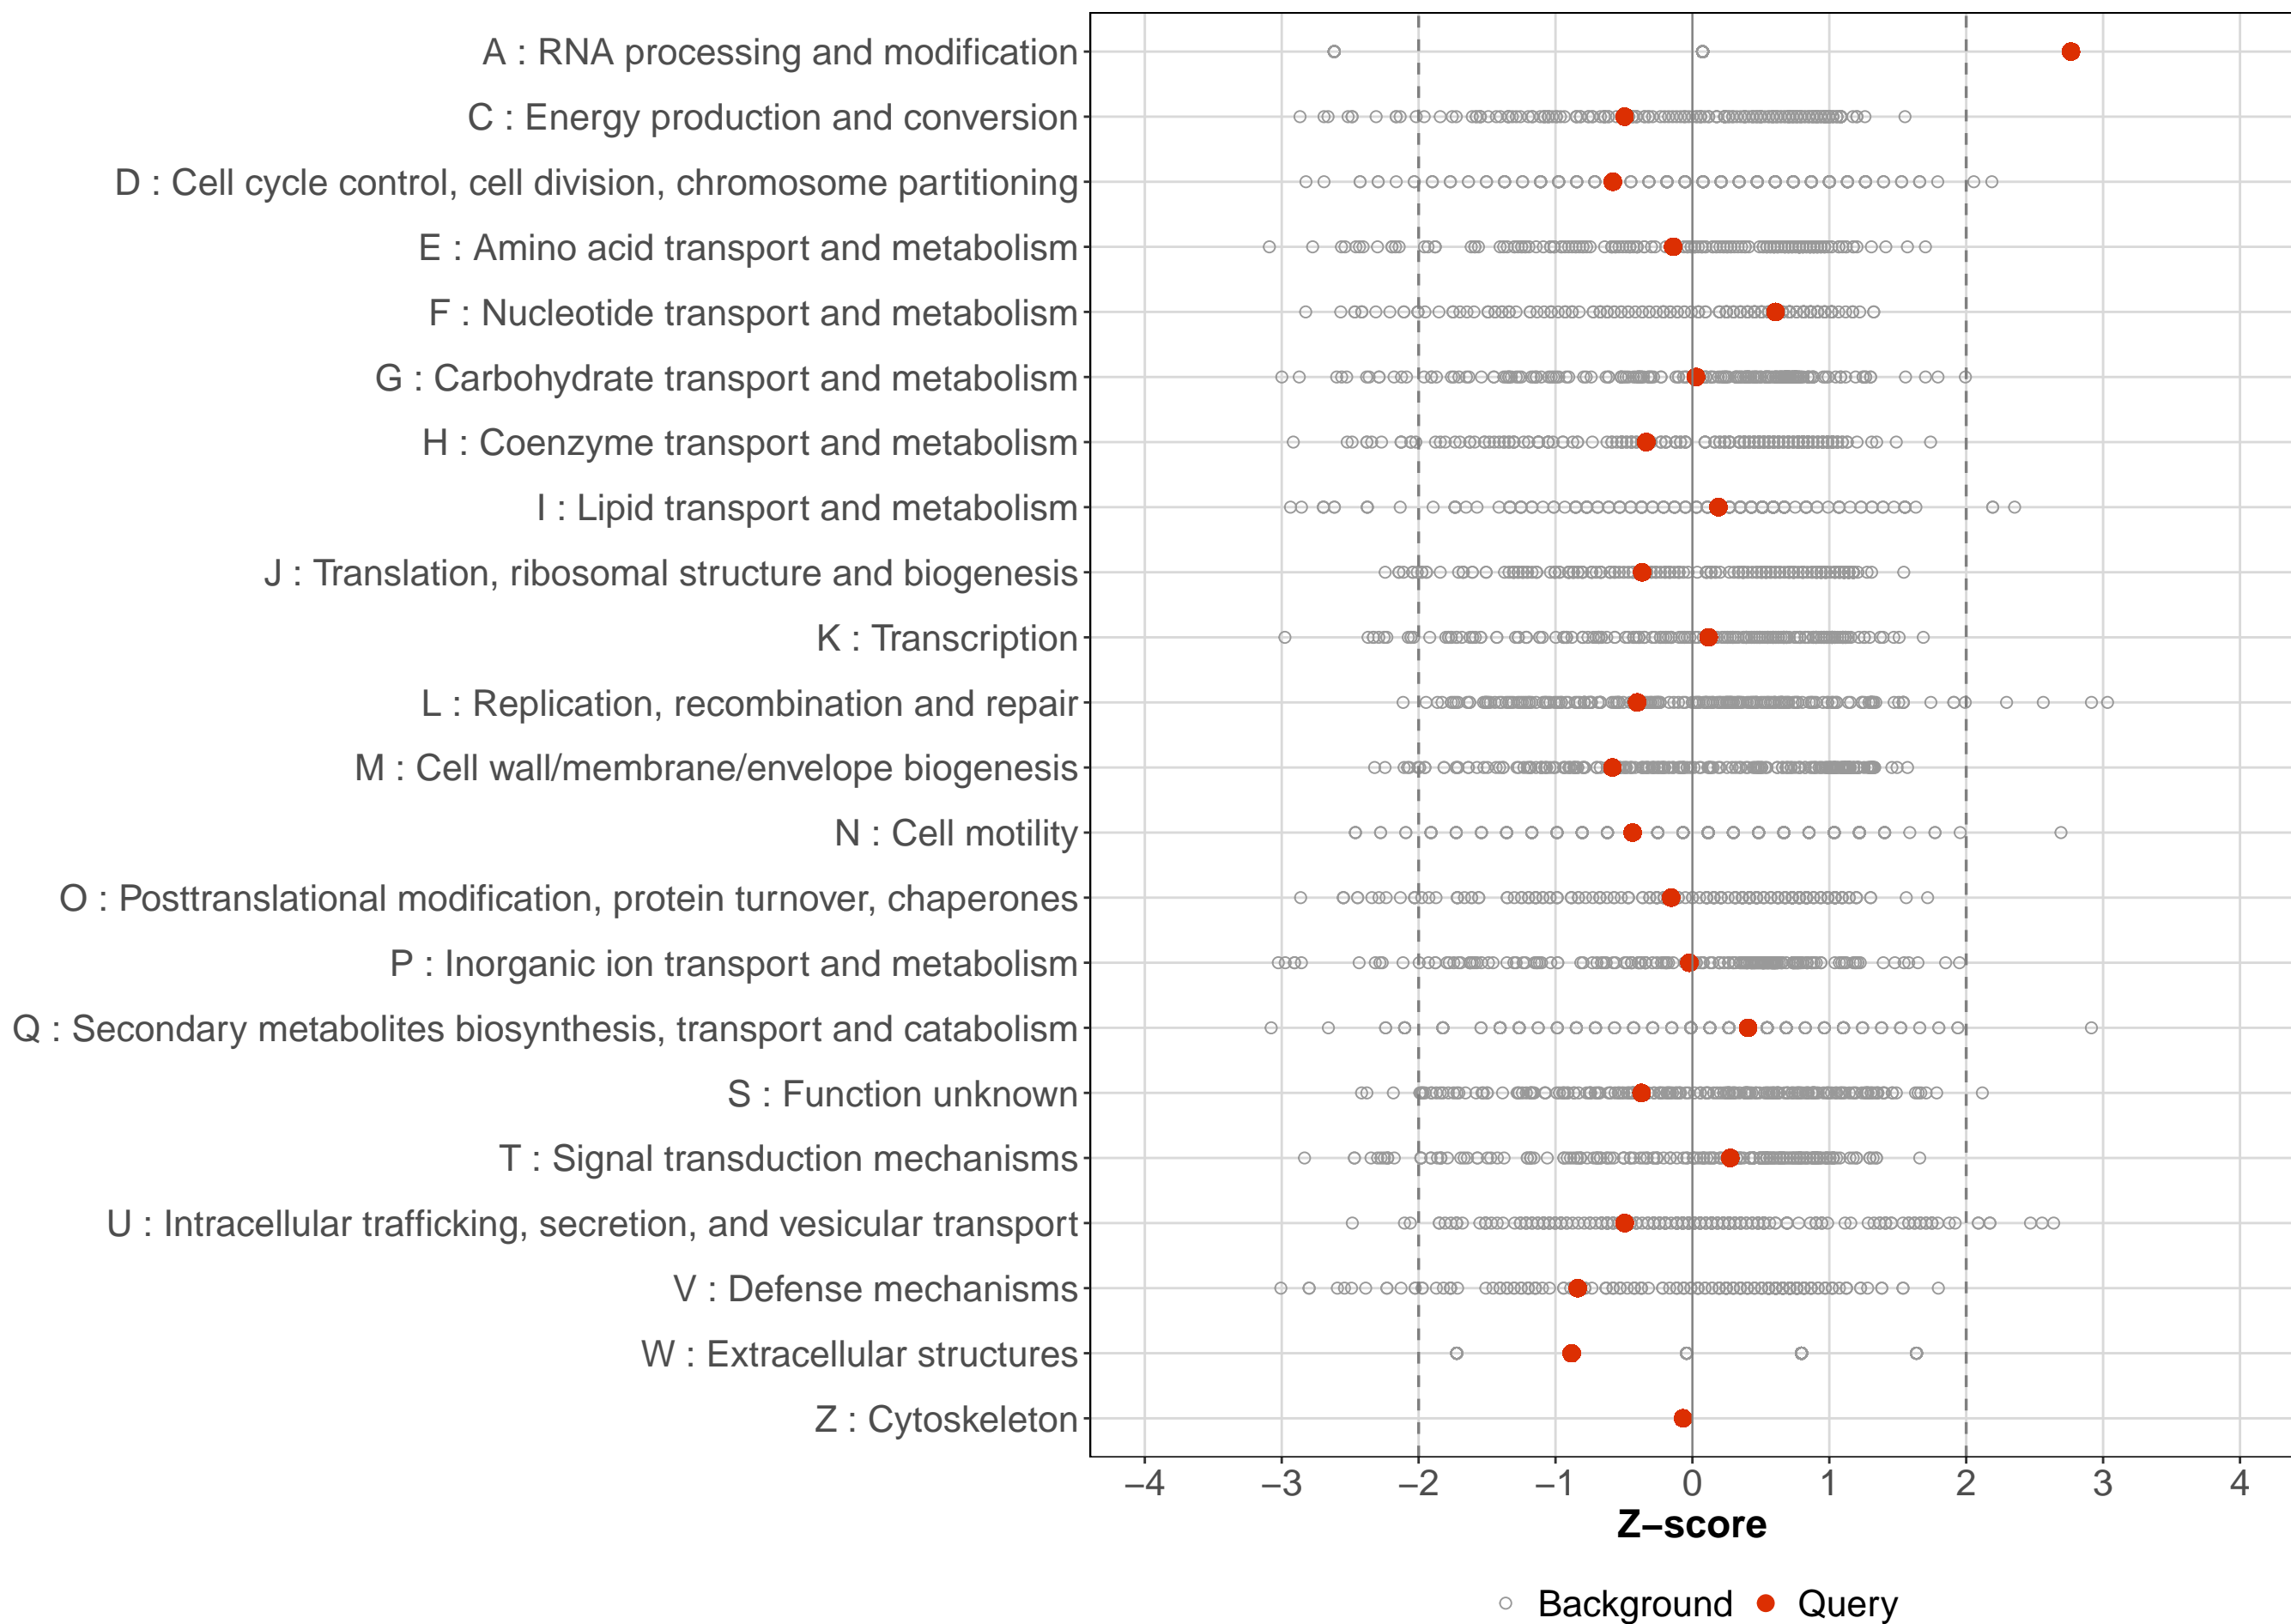 A : RNA processing and modification
C : Energy production and conversion
D : Cell cycle control, cell division, chromosome partitioning
E : Amino acid transport and metabolism
F : Nucleotide transport and metabolism
G : Carbohydrate transport and metabolism
H : Coenzyme transport and metabolism
I : Lipid transport and metabolism
J : Translation, ribosomal structure and biogenesis
K : Transcription
L : Replication, recombination and repair
M : Cell wall/membrane/envelope biogenesis
N : Cell motility
O : Posttranslational modification, protein turnover, chaperones
P : Inorganic ion transport and metabolism
Q : Secondary metabolites biosynthesis, transport and catabolism
S : Function unknown
T : Signal transduction mechanisms
U : Intracellular trafficking, secretion, and vesicular transport
V : Defense mechanisms
W : Extracellular structures
Z : Cytoskeleton
−4 −3 −2 −1 0 1 2 3 4
Z−score
Background Query